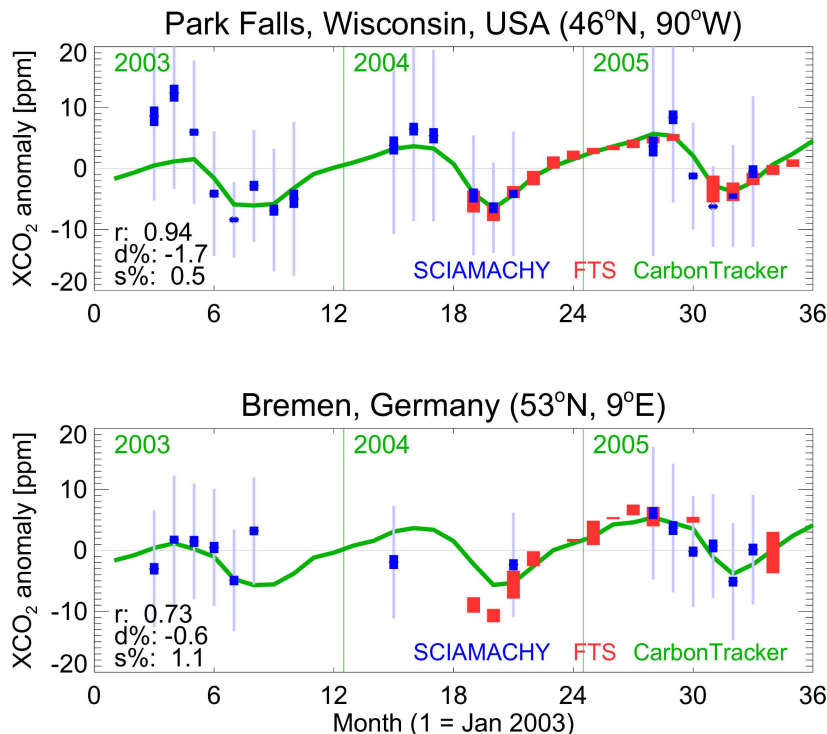 Park Falls, Wisconsin, USA (46°N, 90°W)
XCO₂ anomaly [ppm]
20
10
0
-10
-20
2003 2004 2005
r: 0.94
d%: -1.7
s%: 0.5
SCIAMACHY FTS CarbonTracker
0 6 12 18 24 30 36
Bremen, Germany (53°N, 9°E)
XCO₂ anomaly [ppm]
20
10
0
-10
-20
2003 2004 2005
r: 0.73
d%: -0.6
s%: 1.1
SCIAMACHY FTS CarbonTracker
0 6 12 18 24 30 36
Month (1 = Jan 2003)